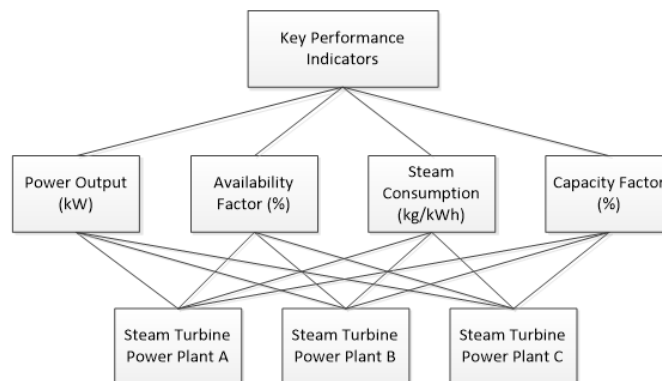 Key Performance
Indicators
Power Output
(kW)
Availability
Factor (%)
Steam
Consumption
(kg/kWh)
Capacity Factor
(%)
Steam Turbine
Power Plant A
Steam Turbine
Power Plant B
Steam Turbine
Power Plant C